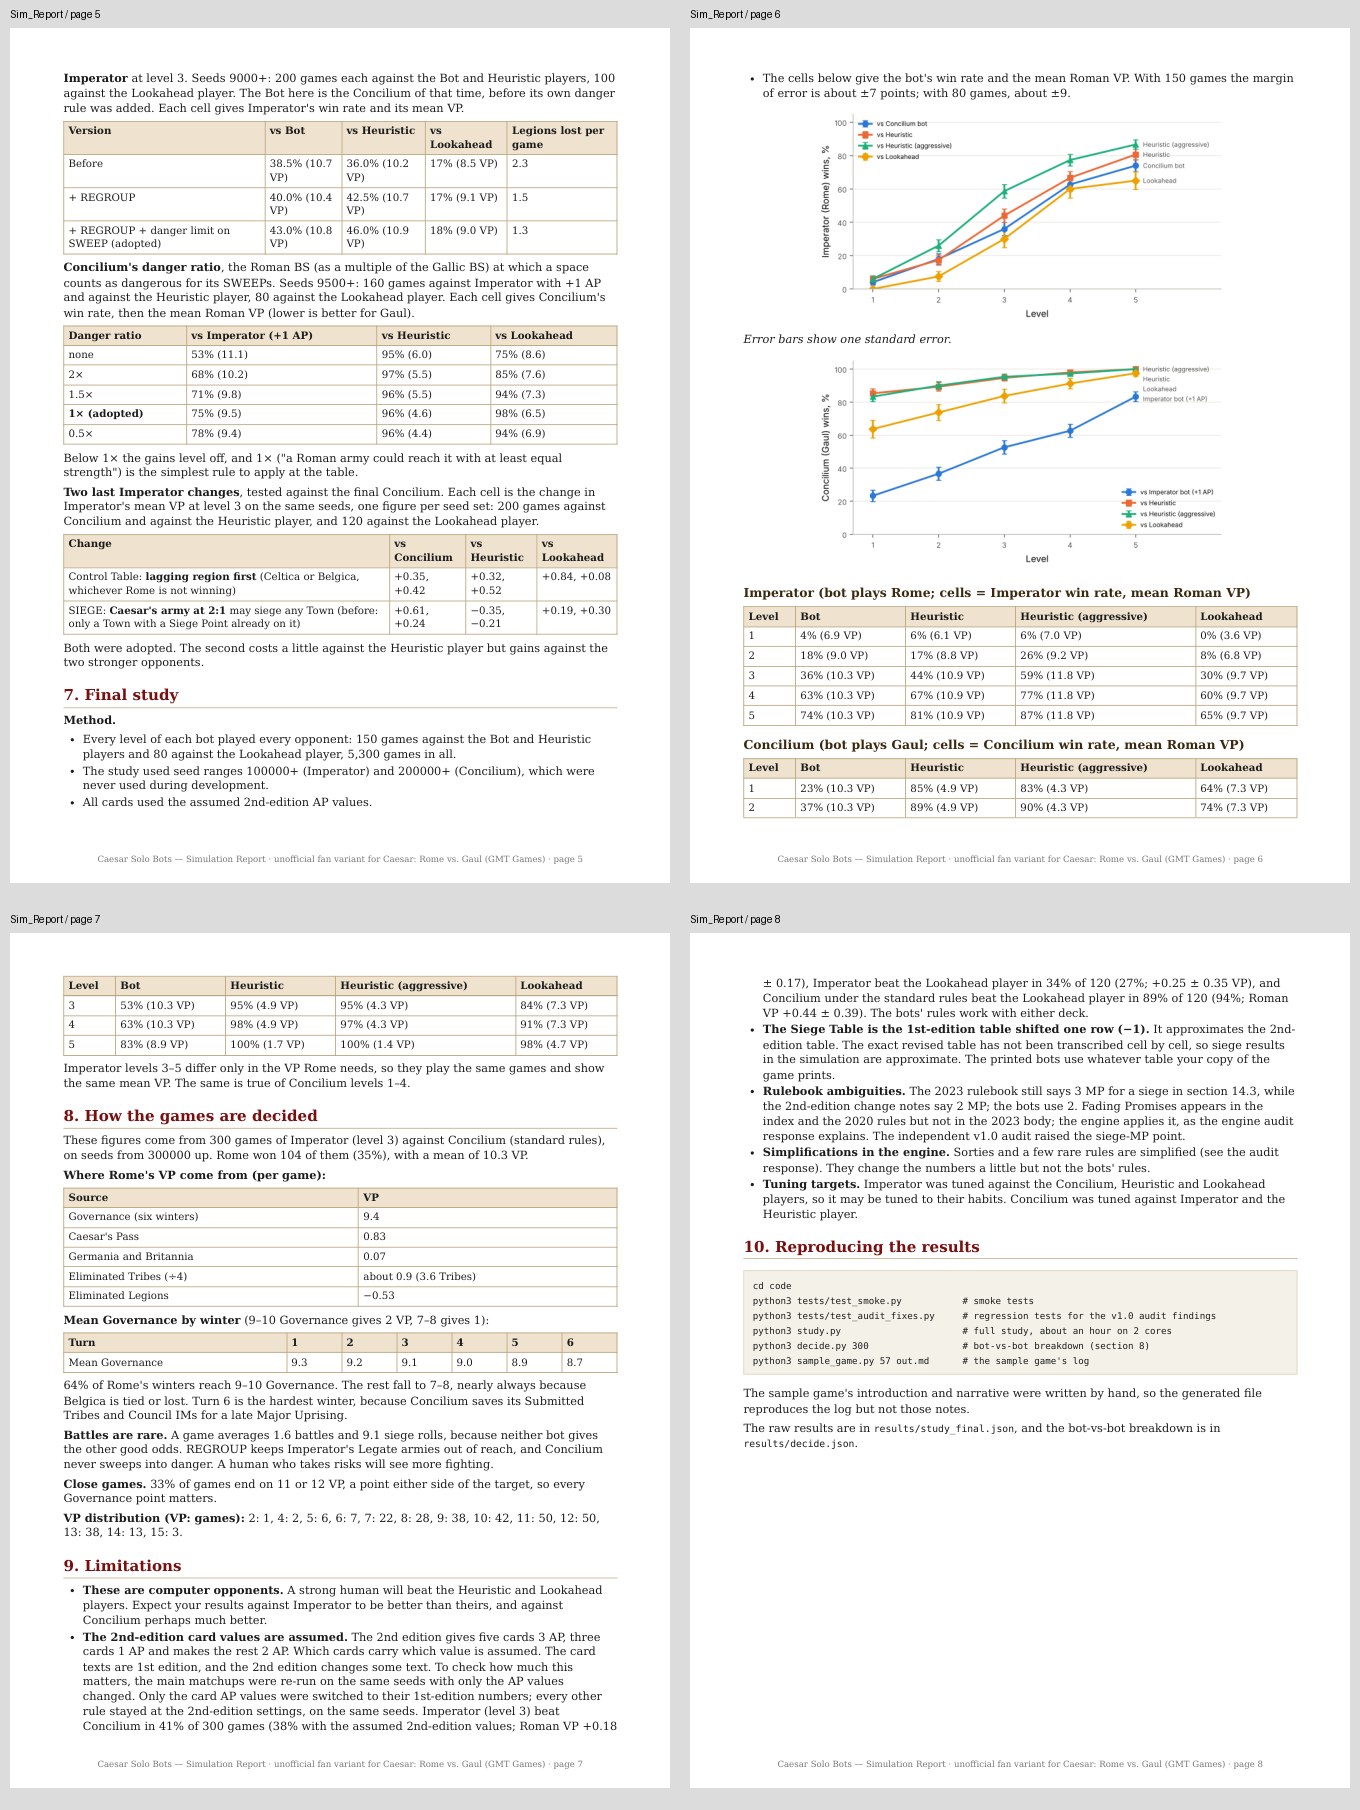 Sim_Report / page 5
Imperator at level 3. Seeds 9000+: 200 games each against the Bot and Heuristic players, 100
against the Lookahead player. The Bot here is the Concilium of that time, before its own danger
rule was added. Each cell gives Imperator's win rate and its mean VP.
Version vs Bot vs Heuristic vs Lookahead Legions lost per game
Before 38.5% (10.7 VP) 36.0% (10.2 VP) 17% (8.5 VP) 2.3
+ REGROUP 40.0% (10.4 VP) 42.5% (10.7 VP) 17% (9.1 VP) 1.5
+ REGROUP + danger limit on SWEEP (adopted) 43.0% (10.8 VP) 46.0% (10.9 VP) 18% (9.0 VP) 1.3
Concilium's danger ratio, the Roman BS (as a multiple of the Gallic BS) at which a space
counts as dangerous for its SWEEPs. Seeds 9500+: 160 games against Imperator with +1 AP
and against the Heuristic player, 80 against the Lookahead player. Each cell gives Concilium's
win rate, then the mean Roman VP (lower is better for Gaul).
Danger ratio vs Imperator (+1 AP) vs Heuristic vs Lookahead
none 53% (11.1) 95% (6.0) 75% (8.6)
2× 68% (10.2) 97% (5.5) 85% (7.6)
1.5× 71% (9.8) 96% (5.5) 94% (7.3)
1× (adopted) 75% (9.5) 96% (4.6) 98% (6.5)
0.5× 78% (9.4) 96% (4.4) 94% (6.9)
Below 1× the gains level off, and 1× ("a Roman army could reach it with at least equal
strength") is the simplest rule to apply at the table.
Two last Imperator changes, tested against the final Concilium. Each cell is the change in
Imperator's mean VP at level 3 on the same seeds, one figure per seed set: 200 games against
Concilium and against the Heuristic player, and 120 against the Lookahead player.
Change vs Concilium vs Heuristic vs Lookahead
Control Table: lagging region first (Celtica or Belgica, whichever Rome is not winning) +0.35, +0.42 +0.32, +0.52 +0.84, +0.08
SIEGE: Caesar's army at 2:1 may siege any Town (before: only a Town with a Siege Point already on it) +0.61, +0.24 −0.35, −0.21 +0.19, +0.30
Both were adopted. The second costs a little against the Heuristic player but gains against the
two stronger opponents.
7. Final study
Method.
• Every level of each bot played every opponent: 150 games against the Bot and Heuristic
players and 80 against the Lookahead player, 5,300 games in all.
• The study used seed ranges 100000+ (Imperator) and 200000+ (Concilium), which were
never used during development.
• All cards used the assumed 2nd-edition AP values.
Caesar Solo Bots — Simulation Report · unofficial fan variant for Caesar: Rome vs. Gaul (GMT Games) · page 5
Sim_Report / page 6
• The cells below give the bot's win rate and the mean Roman VP. With 150 games the margin
of error is about ±7 points; with 80 games, about ±9.
Imperator (Rome) wins, %
100
80
60
40
20
0
vs Concilium bot
vs Heuristic
vs Heuristic (aggressive)
vs Lookahead
Heuristic (aggressive)
Heuristic
Concilium bot
Lookahead
1 2 3 4 5
Level
Error bars show one standard error.
Concilium (Gaul) wins, %
100
80
60
40
20
0
Heuristic (aggressive)
Heuristic
Lookahead
Imperator bot (+1 AP)
vs Imperator bot (+1 AP)
vs Heuristic
vs Heuristic (aggressive)
vs Lookahead
1 2 3 4 5
Level
Imperator (bot plays Rome; cells = Imperator win rate, mean Roman VP)
Level Bot Heuristic Heuristic (aggressive) Lookahead
1 4% (6.9 VP) 6% (6.1 VP) 6% (7.0 VP) 0% (3.6 VP)
2 18% (9.0 VP) 17% (8.8 VP) 26% (9.2 VP) 8% (6.8 VP)
3 36% (10.3 VP) 44% (10.9 VP) 59% (11.8 VP) 30% (9.7 VP)
4 63% (10.3 VP) 67% (10.9 VP) 77% (11.8 VP) 60% (9.7 VP)
5 74% (10.3 VP) 81% (10.9 VP) 87% (11.8 VP) 65% (9.7 VP)
Concilium (bot plays Gaul; cells = Concilium win rate, mean Roman VP)
Level Bot Heuristic Heuristic (aggressive) Lookahead
1 23% (10.3 VP) 85% (4.9 VP) 83% (4.3 VP) 64% (7.3 VP)
2 37% (10.3 VP) 89% (4.9 VP) 90% (4.3 VP) 74% (7.3 VP)
Caesar Solo Bots — Simulation Report · unofficial fan variant for Caesar: Rome vs. Gaul (GMT Games) · page 6
Sim_Report / page 7
Level Bot Heuristic Heuristic (aggressive) Lookahead
3 53% (10.3 VP) 95% (4.9 VP) 95% (4.3 VP) 84% (7.3 VP)
4 63% (10.3 VP) 98% (4.9 VP) 97% (4.3 VP) 91% (7.3 VP)
5 83% (8.9 VP) 100% (1.7 VP) 100% (1.4 VP) 98% (4.7 VP)
Imperator levels 3–5 differ only in the VP Rome needs, so they play the same games and show
the same mean VP. The same is true of Concilium levels 1–4.
8. How the games are decided
These figures come from 300 games of Imperator (level 3) against Concilium (standard rules),
on seeds from 300000 up. Rome won 104 of them (35%), with a mean of 10.3 VP.
Where Rome's VP come from (per game):
Source VP
Governance (six winters) 9.4
Caesar's Pass 0.83
Germania and Britannia 0.07
Eliminated Tribes (÷4) about 0.9 (3.6 Tribes)
Eliminated Legions −0.53
Mean Governance by winter (9–10 Governance gives 2 VP, 7–8 gives 1):
Turn 1 2 3 4 5 6
Mean Governance 9.3 9.2 9.1 9.0 8.9 8.7
64% of Rome's winters reach 9–10 Governance. The rest fall to 7–8, nearly always because
Belgica is tied or lost. Turn 6 is the hardest winter, because Concilium saves its Submitted
Tribes and Council IMs for a late Major Uprising.
Battles are rare. A game averages 1.6 battles and 9.1 siege rolls, because neither bot gives
the other good odds. REGROUP keeps Imperator's Legate armies out of reach, and Concilium
never sweeps into danger. A human who takes risks will see more fighting.
Close games. 33% of games end on 11 or 12 VP, a point either side of the target, so every
Governance point matters.
VP distribution (VP: games): 2: 1, 4: 2, 5: 6, 6: 7, 7: 22, 8: 28, 9: 38, 10: 42, 11: 50, 12: 50,
13: 38, 14: 13, 15: 3.
9. Limitations
• These are computer opponents. A strong human will beat the Heuristic and Lookahead
players. Expect your results against Imperator to be better than theirs, and against
Concilium perhaps much better.
• The 2nd-edition card values are assumed. The 2nd edition gives five cards 3 AP, three
cards 1 AP and makes the rest 2 AP. Which cards carry which value is assumed. The card
texts are 1st edition, and the 2nd edition changes some text. To check how much this
matters, the main matchups were re-run on the same seeds with only the AP values
changed. Only the card AP values were switched to their 1st-edition numbers; every other
rule stayed at the 2nd-edition settings, on the same seeds. Imperator (level 3) beat
Concilium in 41% of 300 games (38% with the assumed 2nd-edition values; Roman VP +0.18
Caesar Solo Bots — Simulation Report · unofficial fan variant for Caesar: Rome vs. Gaul (GMT Games) · page 7
Sim_Report / page 8
± 0.17), Imperator beat the Lookahead player in 34% of 120 (27%; +0.25 ± 0.35 VP), and
Concilium under the standard rules beat the Lookahead player in 89% of 120 (94%; Roman
VP +0.44 ± 0.39). The bots' rules work with either deck.
• The Siege Table is the 1st-edition table shifted one row (−1). It approximates the 2nd-
edition table. The exact revised table has not been transcribed cell by cell, so siege results
in the simulation are approximate. The printed bots use whatever table your copy of the
game prints.
• Rulebook ambiguities. The 2023 rulebook still says 3 MP for a siege in section 14.3, while
the 2nd-edition change notes say 2 MP; the bots use 2. Fading Promises appears in the
index and the 2020 rules but not in the 2023 body; the engine applies it, as the engine audit
response explains. The independent v1.0 audit raised the siege-MP point.
• Simplifications in the engine. Sorties and a few rare rules are simplified (see the audit
response). They change the numbers a little but not the bots' rules.
• Tuning targets. Imperator was tuned against the Concilium, Heuristic and Lookahead
players, so it may be tuned to their habits. Concilium was tuned against Imperator and the
Heuristic player.
10. Reproducing the results
cd code
python3 tests/test_smoke.py # smoke tests
python3 tests/test_audit_fixes.py # regression tests for the v1.0 audit findings
python3 study.py # full study, about an hour on 2 cores
python3 decide.py 300 # bot-vs-bot breakdown (section 8)
python3 sample_game.py 57 out.md # the sample game's log
The sample game's introduction and narrative were written by hand, so the generated file
reproduces the log but not those notes.
The raw results are in results/study_final.json, and the bot-vs-bot breakdown is in
results/decide.json.
Caesar Solo Bots — Simulation Report · unofficial fan variant for Caesar: Rome vs. Gaul (GMT Games) · page 8